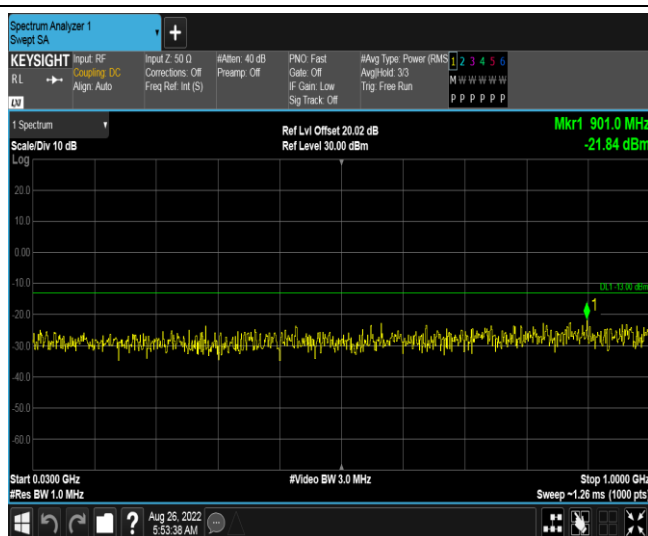 Spectrum Analyzer 1
Swept SA
+
KEYSIGHT Input: RF Input Z: 50 Ω #Atten: 40 dB PNO: Fast #Avg Type: Power (RMS 1 2 3 4 5 6
RL Coupling: DC Corrections: Off Preamp: Off Gate: Off Avg|Hold: 3/3 M W W W W W
Align: Auto Freq Ref: Int (S) IF Gain: Low Trig: Free Run
Sig Track: Off P P P P P P
LXI
1 Spectrum Ref Lvl Offset 20.02 dB Mkr1 901.0 MHz
Scale/Div 10 dB Ref Level 30.00 dBm -21.84 dBm
Log
20.0
10.0
0.00
-10.0
DL1 -13.00 dBm
-20.0
1
-30.0
-40.0
-50.0
-60.0
Start 0.0300 GHz #Video BW 3.0 MHz Stop 1.0000 GHz
#Res BW 1.0 MHz Sweep ~1.26 ms (1000 pts)
? Aug 26, 2022
5:53:38 AM